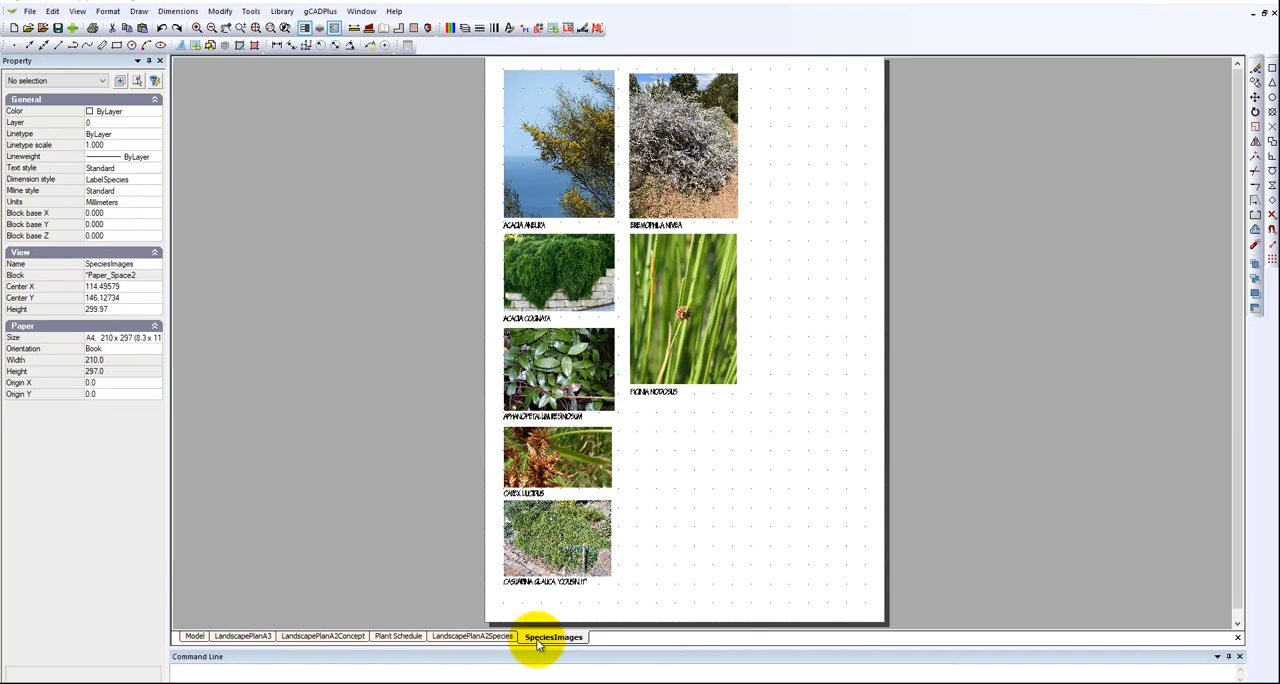 File Edit View Format Draw Dimensions Modify Tools Library gCADPlus Window Help
Property
No selection
General
Color ByLayer
Layer 0
Linetype ByLayer
Linetype scale 1.000
Lineweight ByLayer
Text style Standard
Dimension style LabelSpecies
Mline style Standard
Units Millimeters
Block base X 0.000
Block base Y 0.000
Block base Z 0.000
View
Name SpeciesImages
Block *Paper_Space2
Center X 114.49579
Center Y 146.12734
Height 299.97
Paper
Size A4, 210 x 297 (8.3 x 11
Orientation Book
Width 210.0
Height 297.0
Origin X 0.0
Origin Y 0.0
ACACIA ANEURA
EREMOPHILA NIVEA
ACACIA COGNATA
APHANOPETALUM RESINOSUM
FICINIA NODOSUS
CAREX LUCIDUS
CASUARINA GLAUCA 'COUSIN IT'
Model LandscapePlanA3 LandscapePlanA2Concept Plant Schedule LandscapePlanA2Species SpeciesImages
Command Line